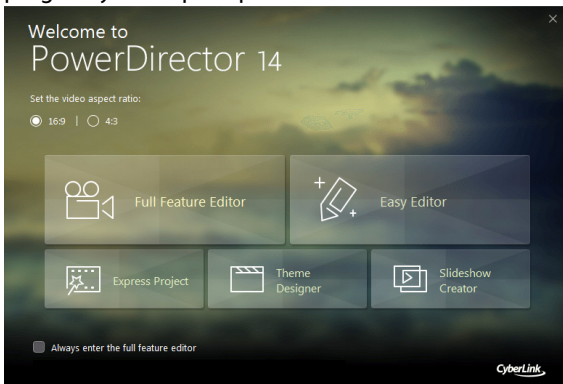 Welcome to
PowerDirector 14
Set the video aspect ratio:
16:9 | 4:3
Full Feature Editor
Easy Editor
Express Project
Theme
Designer
Slideshow
Creator
Always enter the full feature editor
CyberLink